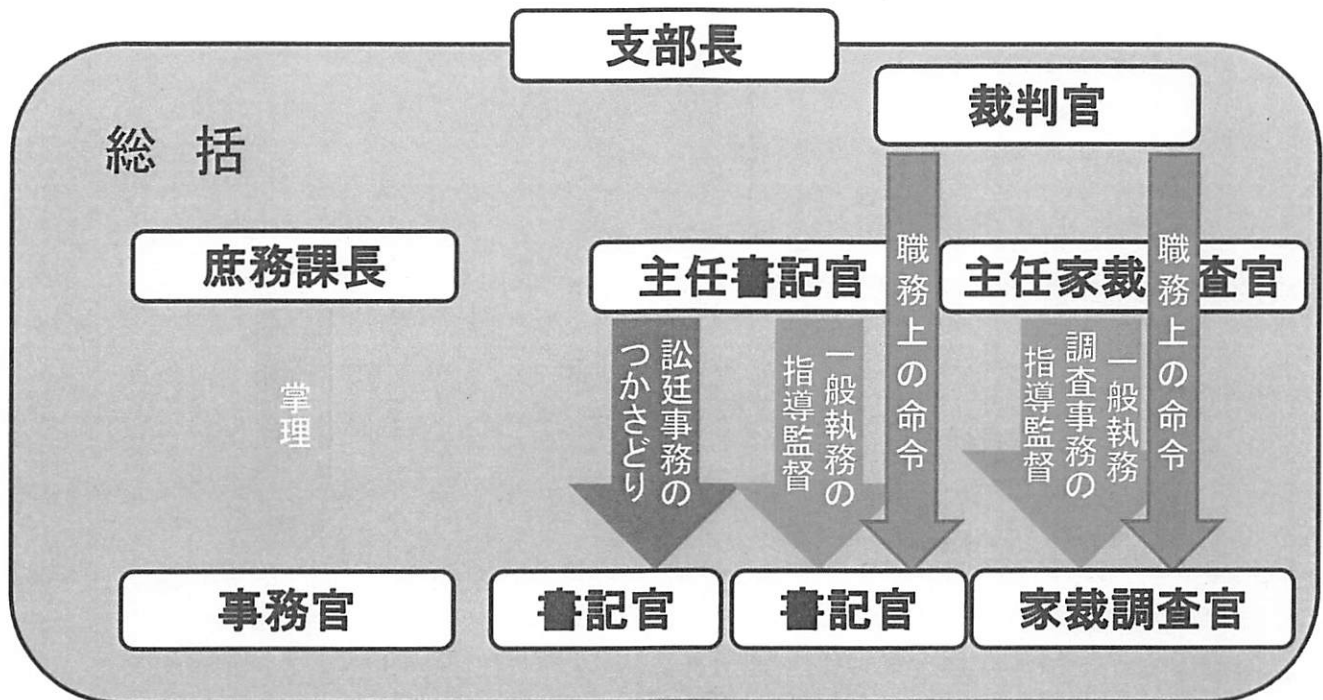 支部長
裁判官
総 括
庶務課長
主任書記官
主任家裁調査官
掌理
訟廷事務の
つかさどり
一般執務の
指導監督
職務上の命令
一般執務
調査事務の
指導監督
職務上の命令
事務官
書記官
書記官
家裁調査官